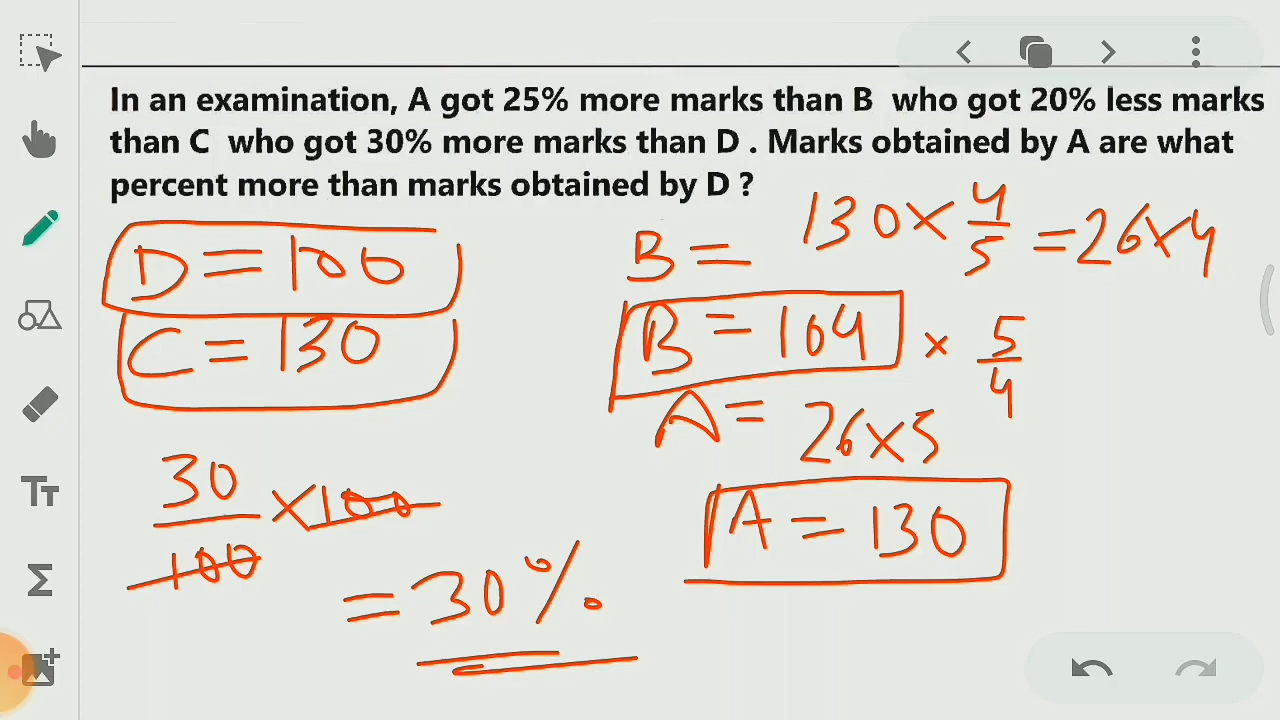 In an examination, A got 25% more marks than B who got 20% less marks
than C who got 30% more marks than D . Marks obtained by A are what
percent more than marks obtained by D ?
D = 100
C = 130
B = 130 × 4/5 = 26 × 4
B = 104 × 5/4
A = 26 × 5
A = 130
30/100 × 100
= 30%
Tт
Σ